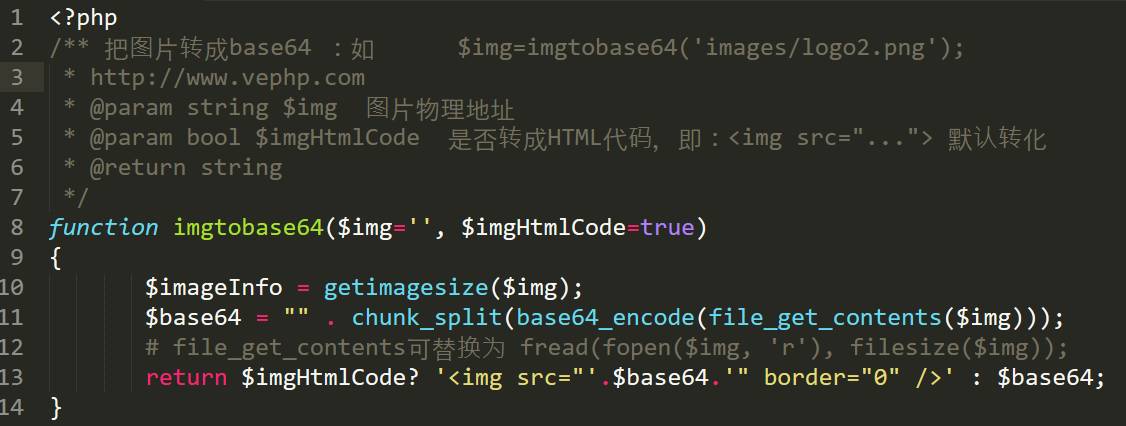 1 <?php
2 /** 把图片转成base64 ：如 $img=imgtobase64('images/logo2.png');
3 * http://www.vephp.com
4 * @param string $img 图片物理地址
5 * @param bool $imgHtmlCode 是否转成HTML代码，即：<img src="..."> 默认转化
6 * @return string
7 */
8 function imgtobase64($img='', $imgHtmlCode=true)
9 {
10 $imageInfo = getimagesize($img);
11 $base64 = "" . chunk_split(base64_encode(file_get_contents($img)));
12 # file_get_contents可替换为 fread(fopen($img, 'r'), filesize($img));
13 return $imgHtmlCode? '<img src="'.$base64.'" border="0" />' : $base64;
14 }